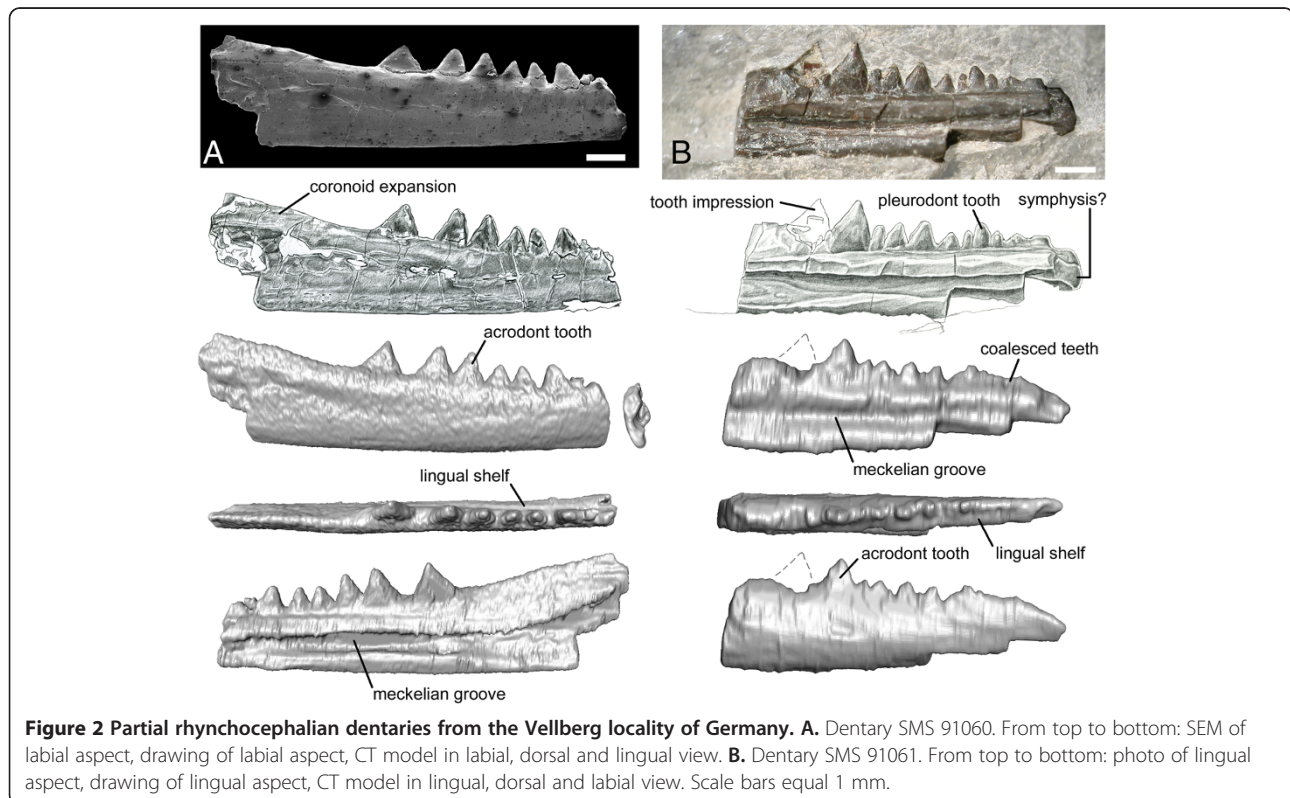 A
B
coronoid expansion
tooth impression
pleurodont tooth
symphysis?
acrodont tooth
coalesced teeth
meckelian groove
lingual shelf
lingual shelf
acrodont tooth
meckelian groove
Figure 2 Partial rhynchocephalian dentaries from the Vellberg locality of Germany. A. Dentary SMS 91060. From top to bottom: SEM of
labial aspect, drawing of labial aspect, CT model in labial, dorsal and lingual view. B. Dentary SMS 91061. From top to bottom: photo of lingual
aspect, drawing of lingual aspect, CT model in lingual, dorsal and labial view. Scale bars equal 1 mm.